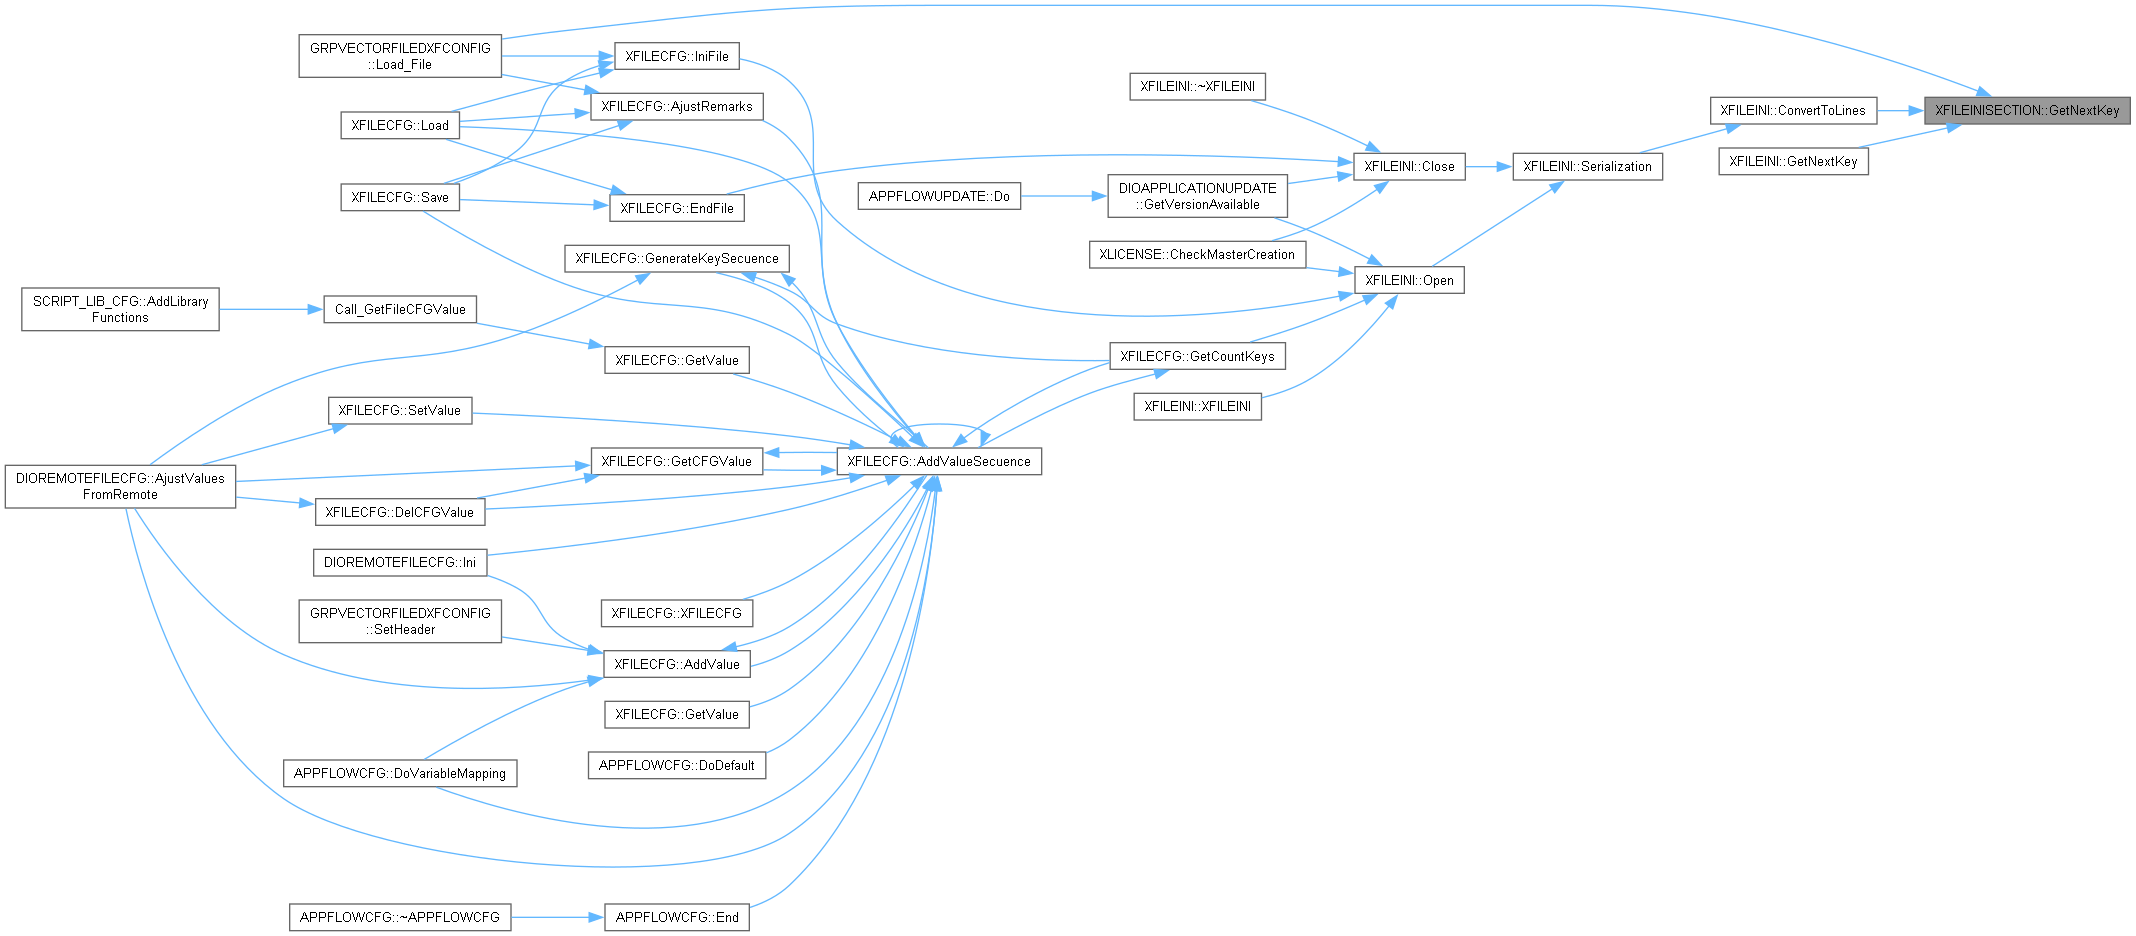 GRPVECTORFILEDXFCONFIG
::Load_File
XFILECFG::IniFile
XFILEINI::~XFILEINI
XFILECFG::AjustRemarks
XFILEINI::ConvertToLines
XFILEINISECTION::GetNextKey
XFILECFG::Load
XFILEINI::GetNextKey
XFILEINI::Close
XFILEINI::Serialization
XFILECFG::Save
APPFLOWUPDATE::Do
DIOAPPLICATIONUPDATE
::GetVersionAvailable
XFILECFG::EndFile
XLICENSE::CheckMasterCreation
XFILECFG::GenerateKeySecuence
XFILEINI::Open
SCRIPT_LIB_CFG::AddLibrary
Functions
Call_GetFileCFGValue
XFILECFG::GetValue
XFILECFG::GetCountKeys
XFILECFG::SetValue
XFILEINI::XFILEINI
XFILECFG::GetCFGValue
XFILECFG::AddValueSecuence
DIOREMOTEFILECFG::AjustValues
FromRemote
XFILECFG::DelCFGValue
DIOREMOTEFILECFG::Ini
XFILECFG::XFILECFG
GRPVECTORFILEDXFCONFIG
::SetHeader
XFILECFG::AddValue
XFILECFG::GetValue
APPFLOWCFG::DoDefault
APPFLOWCFG::DoVariableMapping
APPFLOWCFG::~APPFLOWCFG
APPFLOWCFG::End